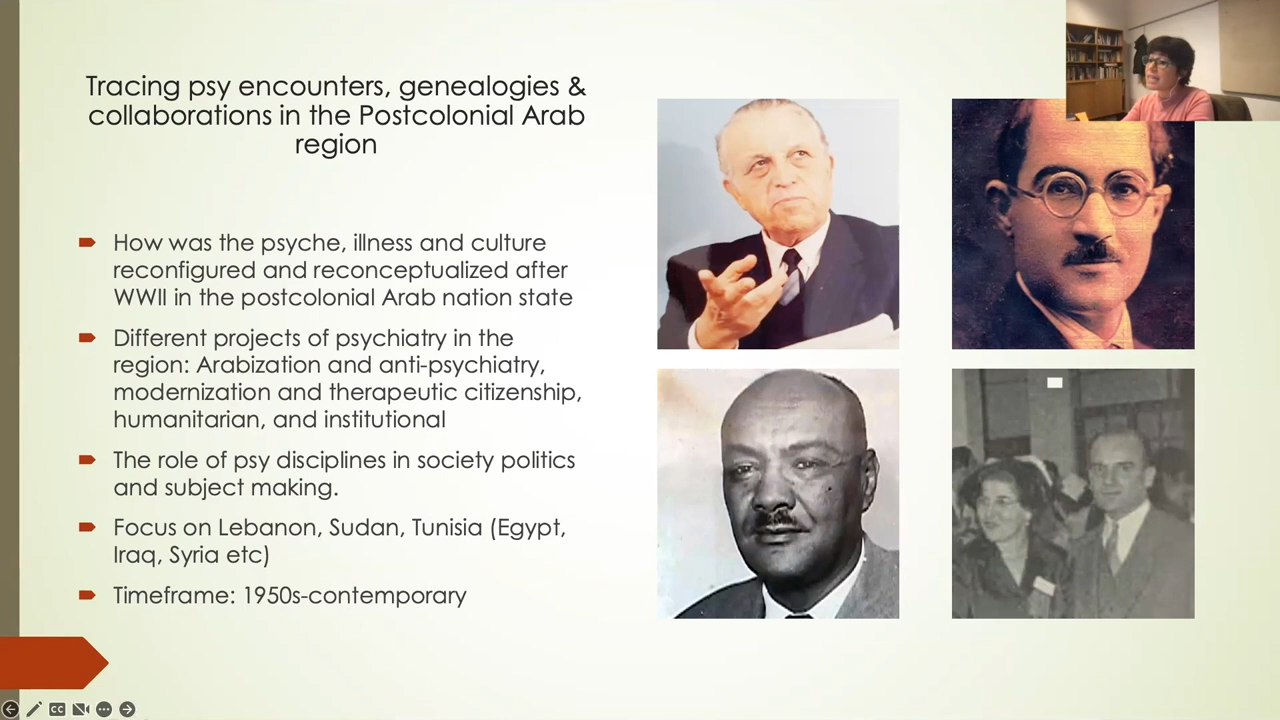 Tracing psy encounters, genealogies &
collaborations in the Postcolonial Arab
region
How was the psyche, illness and culture
reconfigured and reconceptualized after
WWII in the postcolonial Arab nation state
Different projects of psychiatry in the
region: Arabization and anti-psychiatry,
modernization and therapeutic citizenship,
humanitarian, and institutional
The role of psy disciplines in society politics
and subject making.
Focus on Lebanon, Sudan, Tunisia (Egypt,
Iraq, Syria etc)
Timeframe: 1950s-contemporary
CC